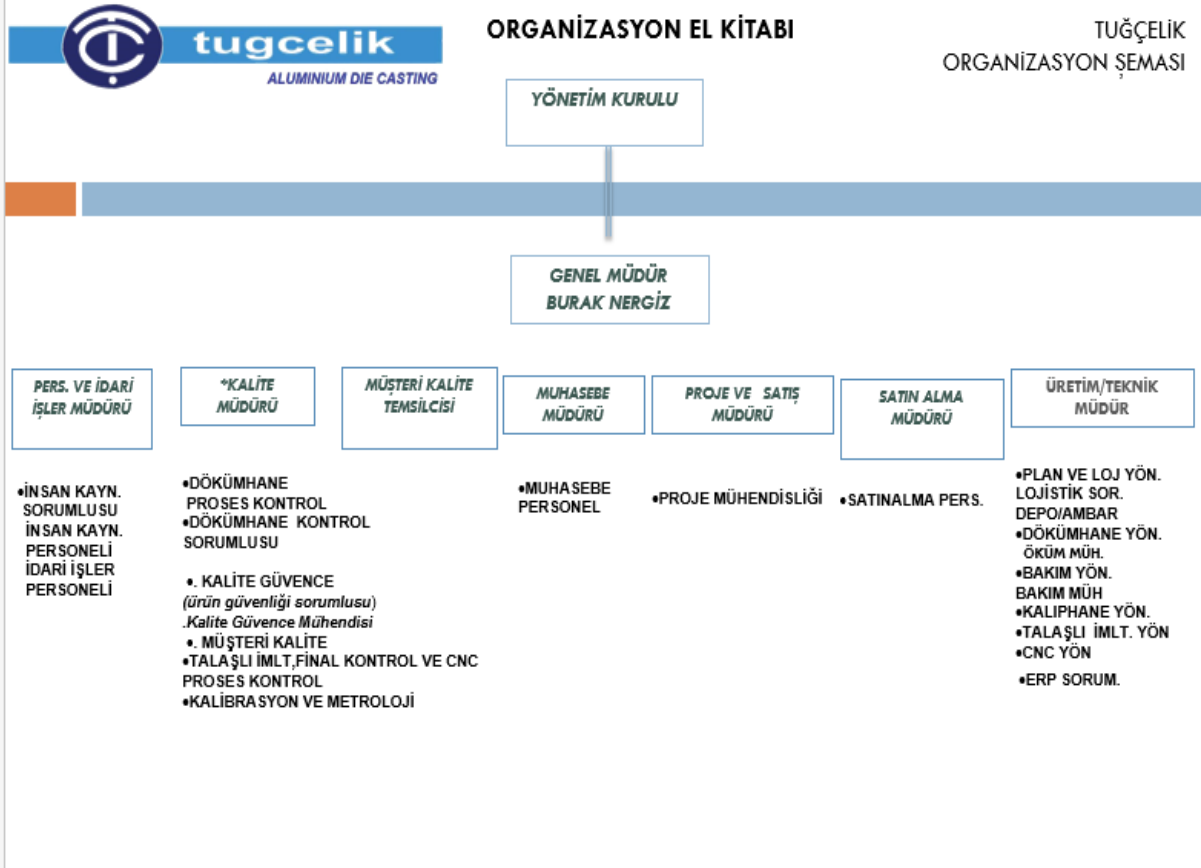 tugcelik
ALUMINIUM DIE CASTING
ORGANİZASYON EL KİTABI
TUĞÇELİK
ORGANİZASYON ŞEMASI
YÖNETİM KURULU
GENEL MÜDÜR
BURAK NERGİZ
PERS. VE İDARİ
İŞLER MÜDÜRÜ
*KALİTE
MÜDÜRÜ
MÜŞTERİ KALİTE
TEMSİLCİSİ
MUHASEBE
MÜDÜRÜ
PROJE VE SATIŞ
MÜDÜRÜ
SATIN ALMA
MÜDÜRÜ
ÜRETİM/TEKNİK
MÜDÜR
•İNSAN KAYN.
SORUMLUSU
İNSAN KAYN.
PERSONELİ
İDARİ İŞLER
PERSONELİ
•DÖKÜMHANE
PROSES KONTROL
•DÖKÜMHANE KONTROL
SORUMLUSU
•. KALİTE GÜVENCE
(ürün güvenliği sorumlusu)
.Kalite Güvence Mühendisi
•. MÜŞTERİ KALİTE
•TALAŞLI İMLT,FİNAL KONTROL VE CNC
PROSES KONTROL
•KALİBRASYON VE METROLOJİ
•MUHASEBE
PERSONEL
•PROJE MÜHENDİSLİĞİ
•SATINALMA PERS.
•PLAN VE LOJ YÖN.
LOJİSTİK SOR.
DEPO/AMBAR
•DÖKÜMHANE YÖN.
ÖKÜM MÜH.
•BAKIM YÖN.
BAKIM MÜH
•KALIPHANE YÖN.
•TALAŞLI İMLT. YÖN
•CNC YÖN
•ERP SORUM.